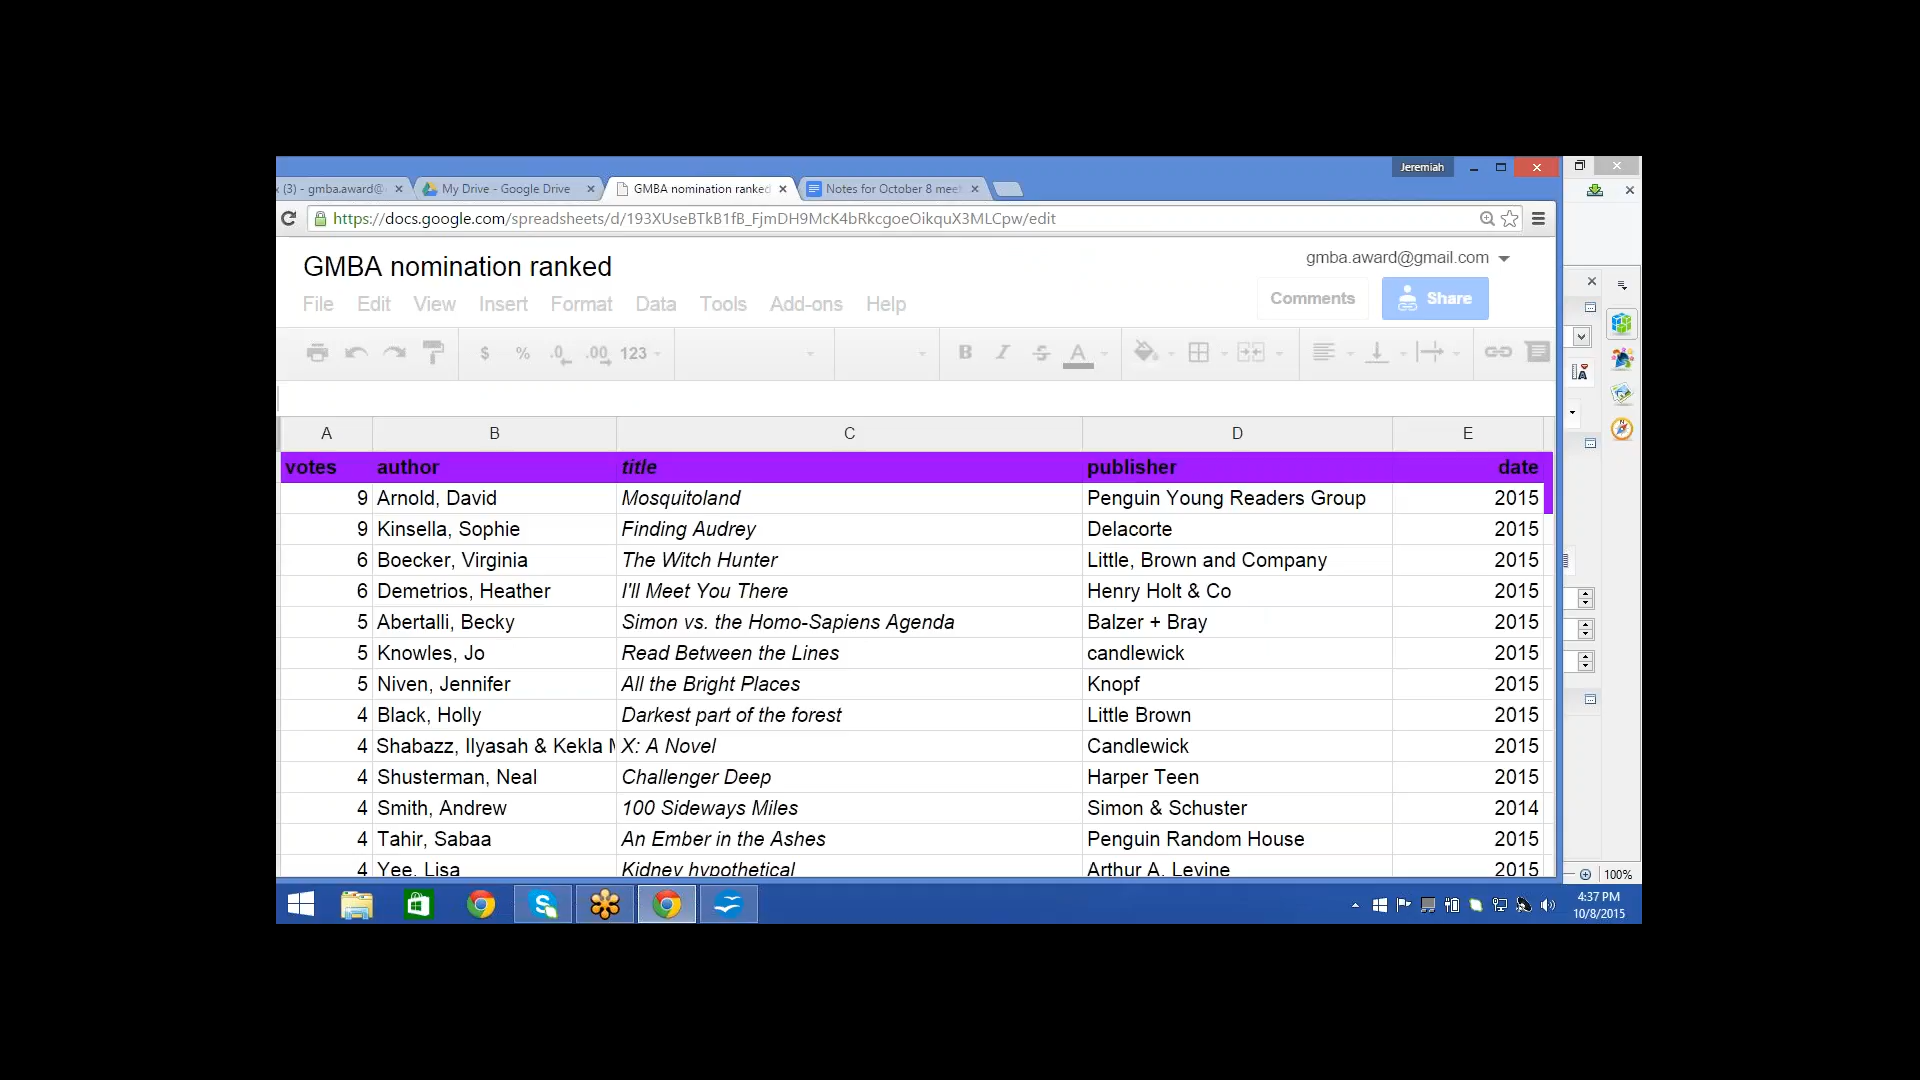 Jeremiah
(3) - gmba.award@ My Drive - Google Drive GMBA nomination ranked Notes for October 8 mee
https://docs.google.com/spreadsheets/d/193XUseBTkB1fB_FjmDH9McK4bRkcgoeOikquX3MLCpw/edit
GMBA nomination ranked
gmba.award@gmail.com
File Edit View Insert Format Data Tools Add-ons Help
Comments Share
$ % .0 .00 123 B I S A
A B C D E
votes author title publisher date
9 Arnold, David Mosquitoland Penguin Young Readers Group 2015
9 Kinsella, Sophie Finding Audrey Delacorte 2015
6 Boecker, Virginia The Witch Hunter Little, Brown and Company 2015
6 Demetrios, Heather I'll Meet You There Henry Holt & Co 2015
5 Abertalli, Becky Simon vs. the Homo-Sapiens Agenda Balzer + Bray 2015
5 Knowles, Jo Read Between the Lines candlewick 2015
5 Niven, Jennifer All the Bright Places Knopf 2015
4 Black, Holly Darkest part of the forest Little Brown 2015
4 Shabazz, Ilyasah & Kekla X: A Novel Candlewick 2015
4 Shusterman, Neal Challenger Deep Harper Teen 2015
4 Smith, Andrew 100 Sideways Miles Simon & Schuster 2014
4 Tahir, Sabaa An Ember in the Ashes Penguin Random House 2015
4 Yee, Lisa Kidney hypothetical Arthur A. Levine 2015
100%
4:37 PM
10/8/2015